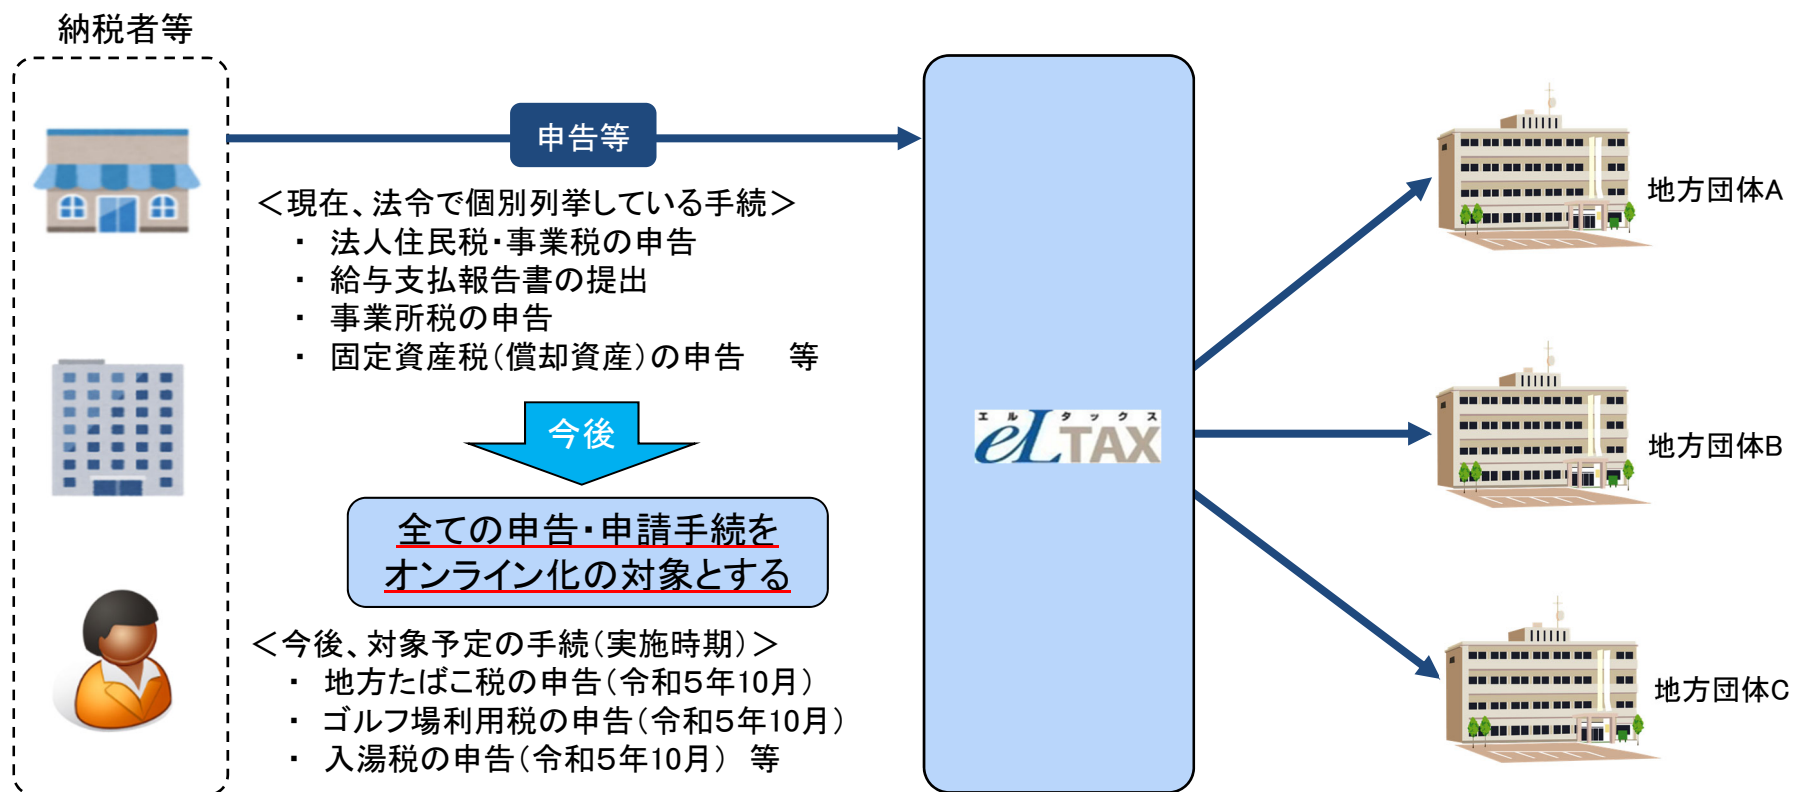 納税者等
申告等
＜現在、法令で個別列挙している手続＞
・ 法人住民税・事業税の申告
・ 給与支払報告書の提出
・ 事業所税の申告
・ 固定資産税（償却資産）の申告 等
今後
全ての申告・申請手続を
オンライン化の対象とする
＜今後、対象予定の手続（実施時期）＞
・ 地方たばこ税の申告（令和５年10月）
・ ゴルフ場利用税の申告（令和５年10月）
・ 入湯税の申告（令和５年10月） 等
エルタックス
eLTAX
地方団体A
地方団体B
地方団体C